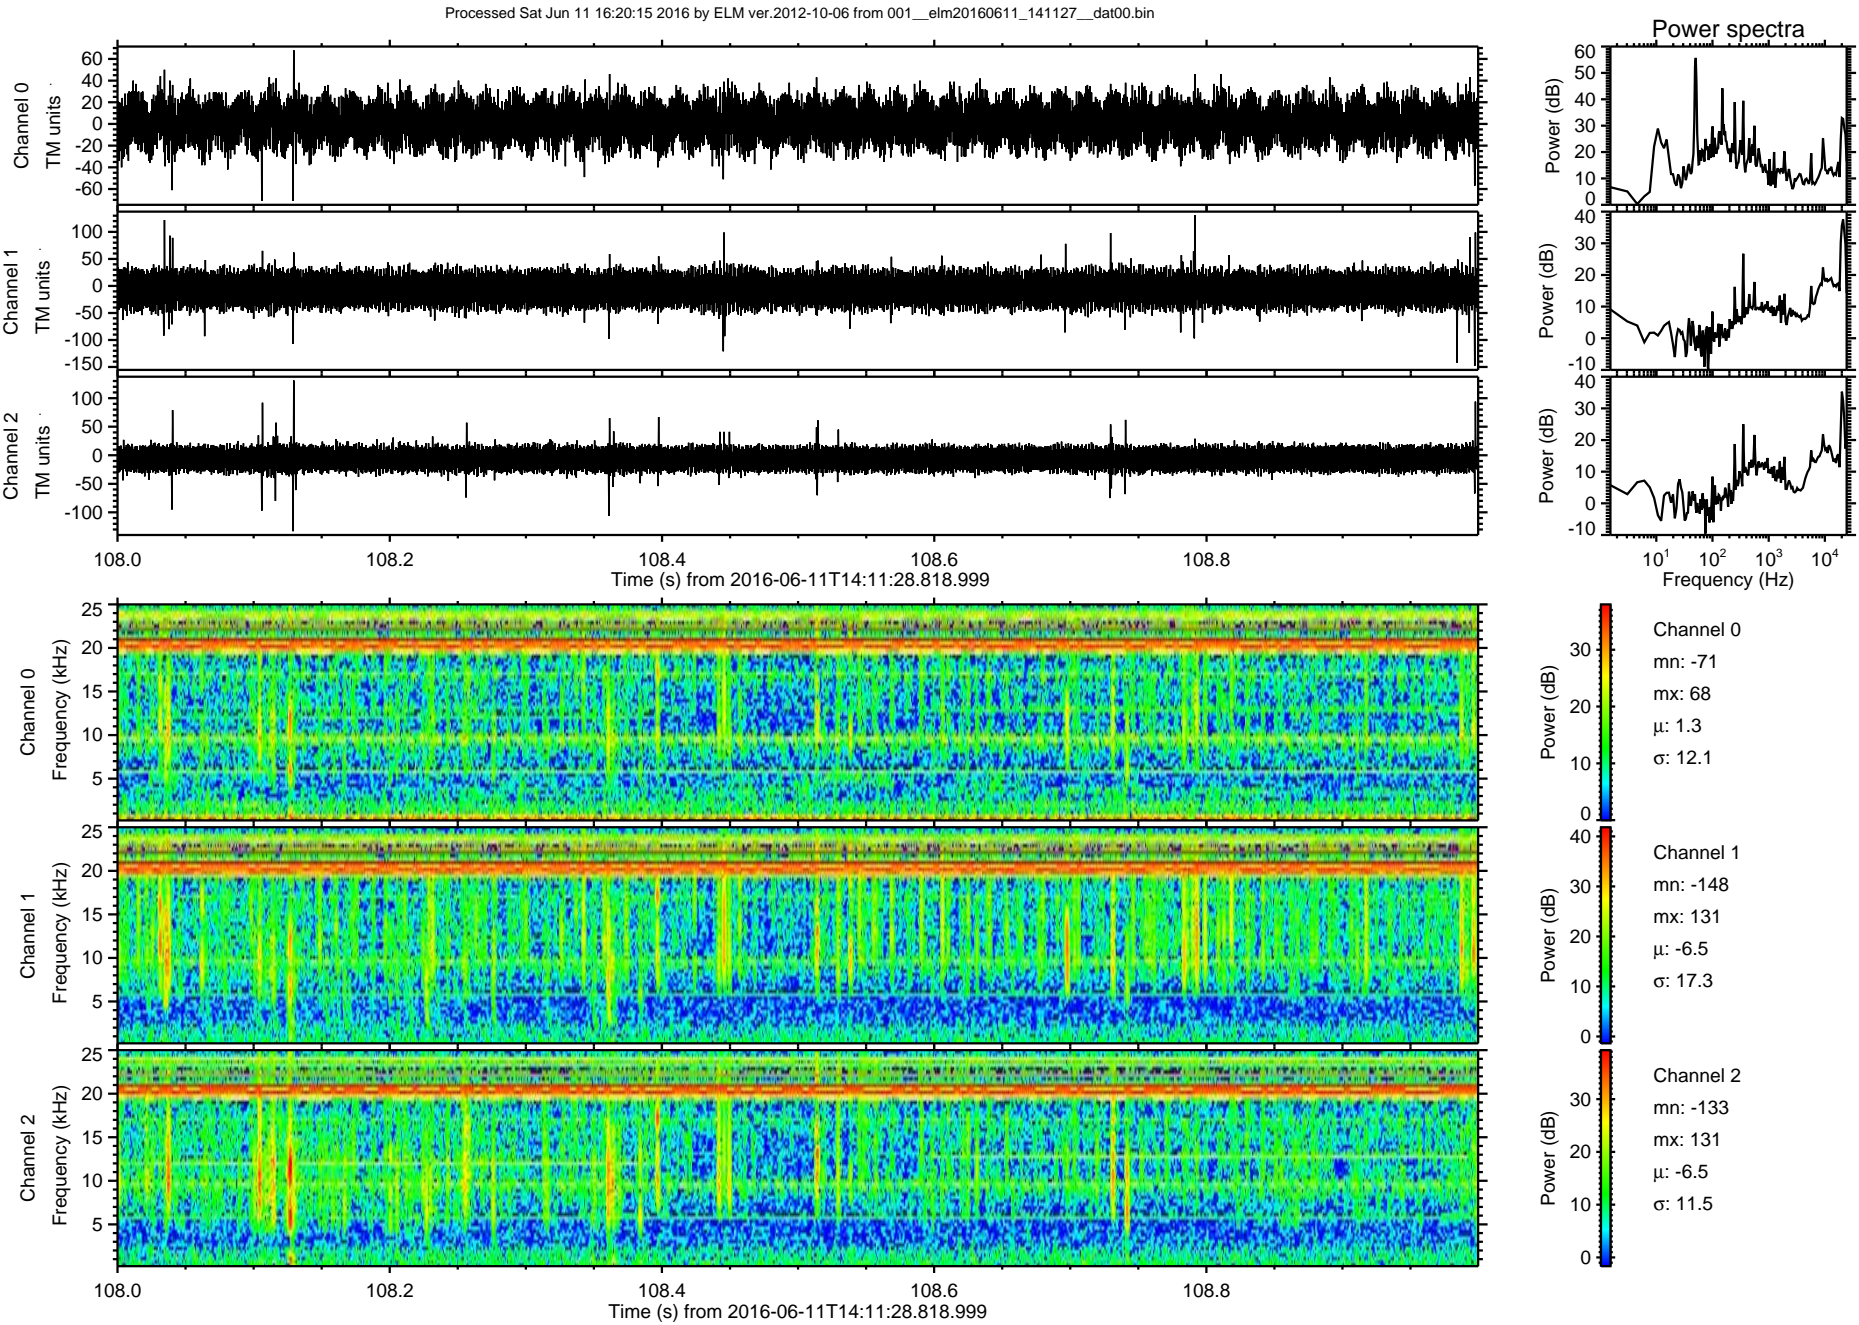 Processed Sat Jun 11 16:20:15 2016 by ELM ver.2012-10-06 from 001__elm20160611_141127__dat00.bin
Power spectra
Channel 0
TM units
60
40
20
0
-20
-40
-60
Power (dB)
60
50
40
30
20
10
0
Channel 1
TM units
100
50
0
-50
-100
-150
Power (dB)
40
30
20
10
0
-10
Channel 2
TM units
100
50
0
-50
-100
Power (dB)
40
30
20
10
0
-10
108.0 108.2 108.4 108.6 108.8
Time (s) from 2016-06-11T14:11:28.818.999
10^1 10^2 10^3 10^4
Frequency (Hz)
Channel 0
Frequency (kHz)
25
20
15
10
5
Power (dB)
30
20
10
0
Channel 0
mn: -71
mx: 68
μ: 1.3
σ: 12.1
Channel 1
Frequency (kHz)
25
20
15
10
5
Power (dB)
40
30
20
10
0
Channel 1
mn: -148
mx: 131
μ: -6.5
σ: 17.3
Channel 2
Frequency (kHz)
25
20
15
10
5
Power (dB)
30
20
10
0
Channel 2
mn: -133
mx: 131
μ: -6.5
σ: 11.5
108.0 108.2 108.4 108.6 108.8
Time (s) from 2016-06-11T14:11:28.818.999